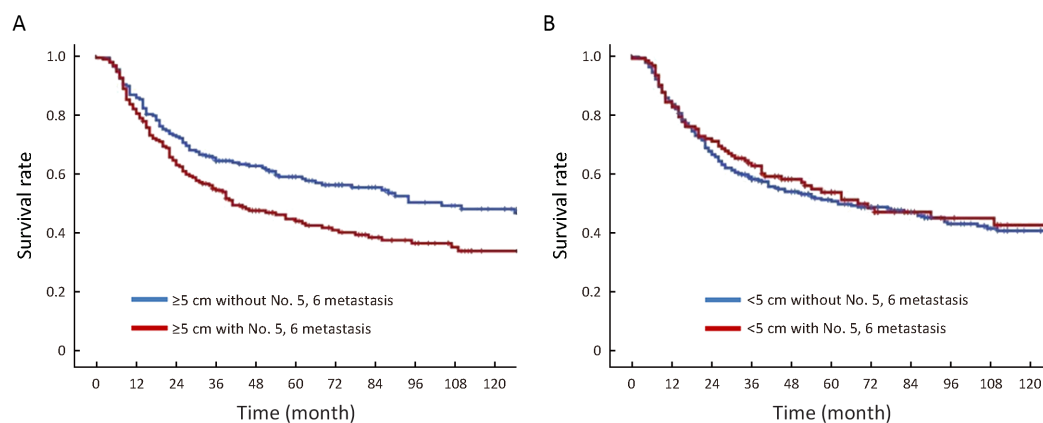 A
Survival rate
1.0
0.8
0.6
0.4
0.2
0
≥5 cm without No. 5, 6 metastasis
≥5 cm with No. 5, 6 metastasis
0 12 24 36 48 60 72 84 96 108 120
Time (month)
B
Survival rate
1.0
0.8
0.6
0.4
0.2
0
<5 cm without No. 5, 6 metastasis
<5 cm with No. 5, 6 metastasis
0 12 24 36 48 60 72 84 96 108 120
Time (month)